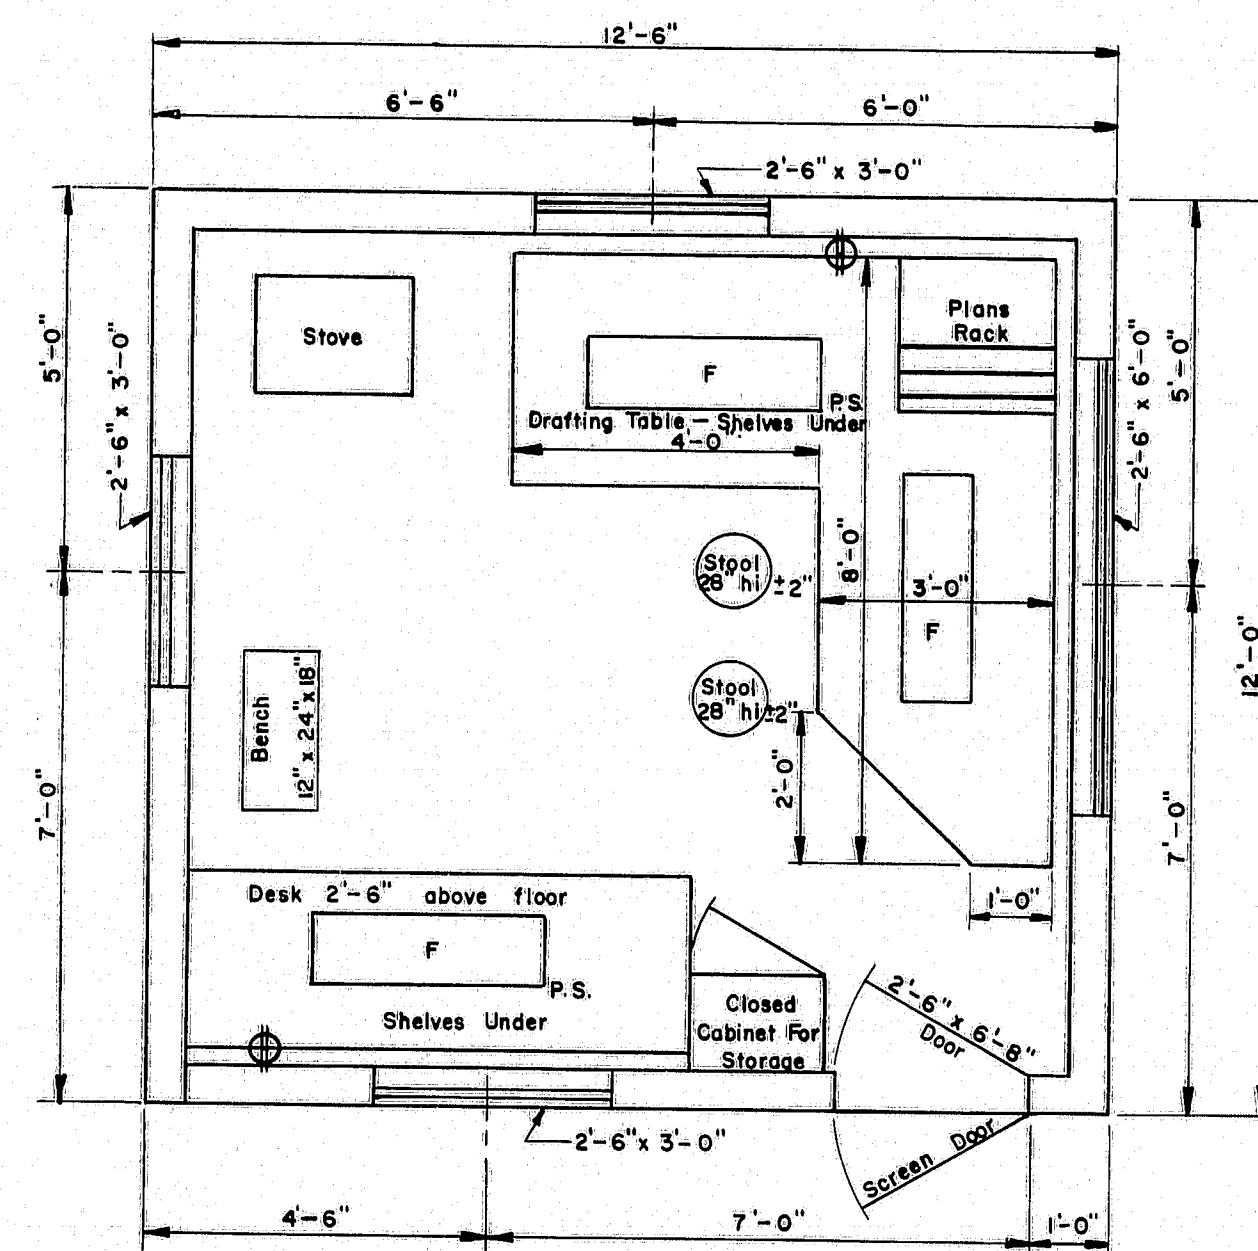 12'-6"
6'-6"
6'-0"
2'-6" x 3'-0"
5'-0"
2'-6" x 3'-0"
Stove
F
P.S.
Drafting Table — Shelves Under
4'-0"
Plans
Rack
2'-6" x 6'-0"
5'-0"
8'-0"
Stool
28" hi ±2"
3'-0"
F
12'-0"
Stool
28" hi ±2"
Bench
12" x 24" x 18"
2'-0"
7'-0"
7'-0"
1'-0"
Desk 2'-6" above floor
F
P.S.
Shelves Under
Closed
Cabinet For
Storage
2'-6" x 6'-8"
Door
Screen Door
2'-6" x 3'-0"
4'-6"
7'-0"
1'-0"